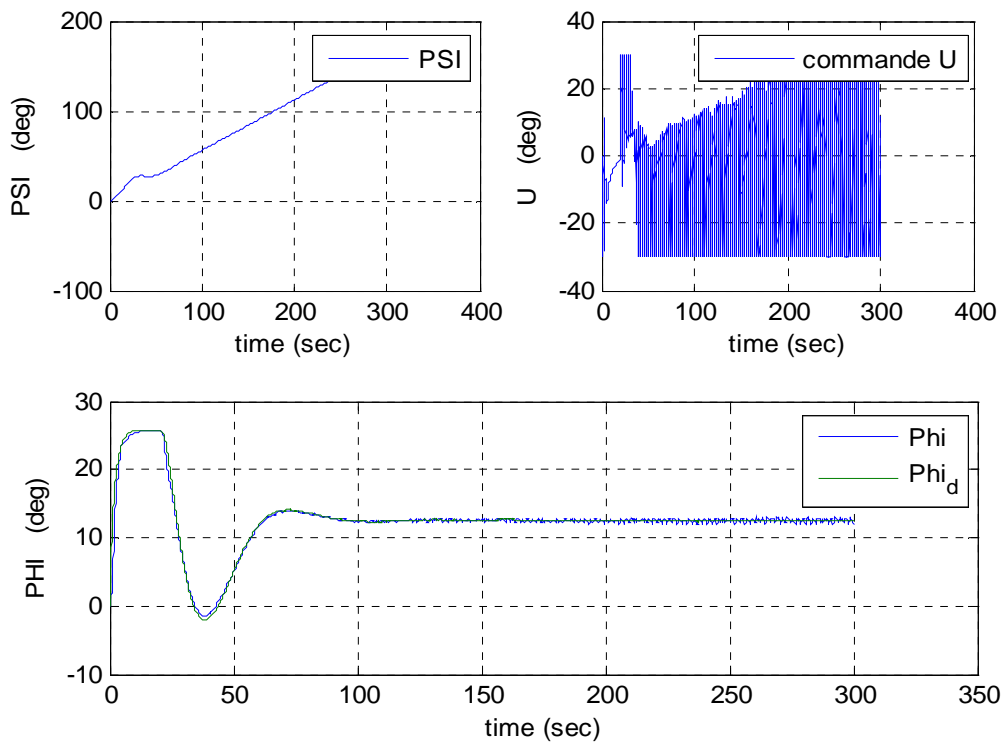 200
100
0
-100
PSI (deg)
PSI
0 100 200 300 400
time (sec)
40
20
0
-20
-40
U (deg)
commande U
0 100 200 300 400
time (sec)
30
20
10
0
-10
PHI (deg)
Phi
Phi_d
0 50 100 150 200 250 300 350
time (sec)